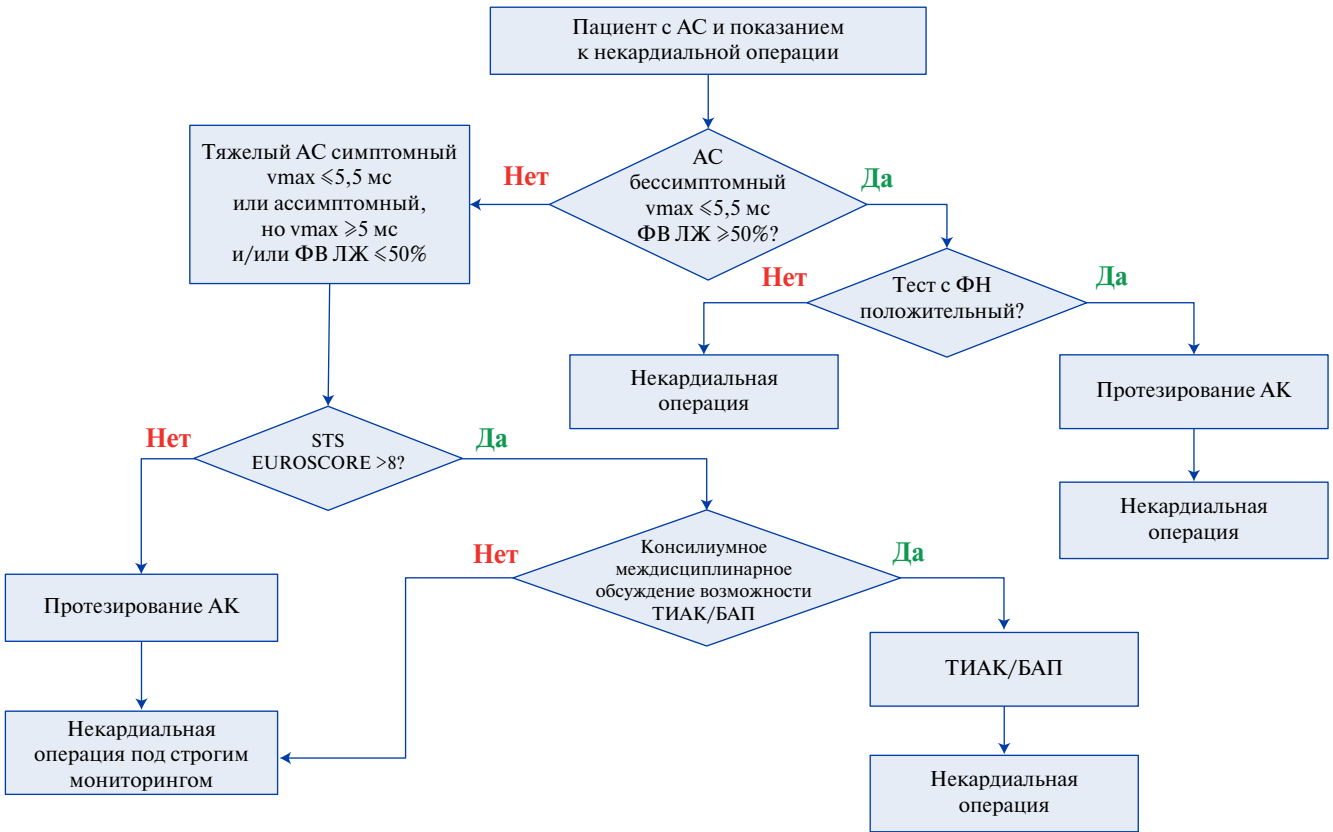 Пациент с АС и показанием
к некардиальной операции
АС
бессимптомный
vmax ⩽5,5 мс
ФВ ЛЖ ⩾50%?
Нет
Да
Тяжелый АС симптомный
vmax ⩽5,5 мс
или ассимптомный,
но vmax ⩾5 мс
и/или ФВ ЛЖ ⩽50%
Тест с ФН
положительный?
Нет
Да
Некардиальная
операция
Протезирование АК
Некардиальная
операция
STS
EUROSCORE >8?
Нет
Да
Консилиумное
междисциплинарное
обсуждение возможности
ТИАК/БАП
Нет
Да
Протезирование АК
ТИАК/БАП
Некардиальная
операция под строгим
мониторингом
Некардиальная
операция